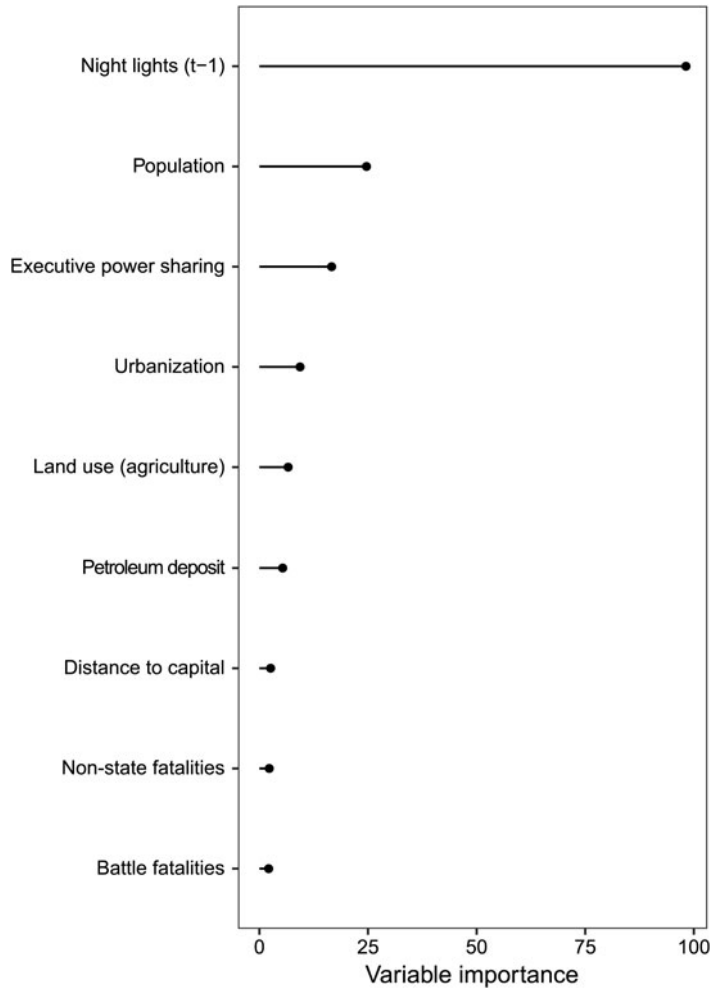 Night lights (t−1)
Population
Executive power sharing
Urbanization
Land use (agriculture)
Petroleum deposit
Distance to capital
Non-state fatalities
Battle fatalities
0 25 50 75 100
Variable importance